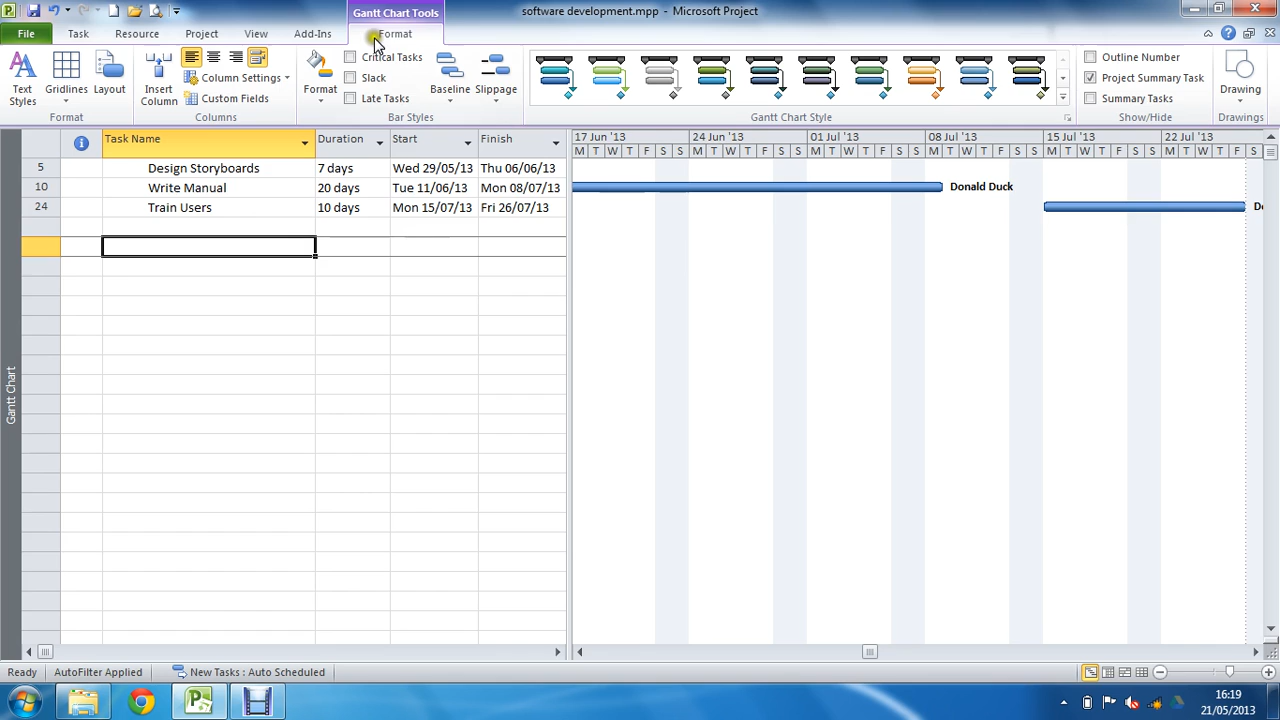 Gantt Chart Tools
software development.mpp - Microsoft Project
File Task Resource Project View Add-Ins Format
Text Styles
Gridlines
Layout
Format
Insert Column
Column Settings
Custom Fields
Columns
Format
Critical Tasks
Slack
Late Tasks
Bar Styles
Baseline
Slippage
Gantt Chart Style
Outline Number
Project Summary Task
Summary Tasks
Show/Hide
Drawing
Drawings
Task Name Duration Start Finish
17 Jun '13 24 Jun '13 01 Jul '13 08 Jul '13 15 Jul '13 22 Jul '13
M T W T F S S M T W T F S S M T W T F S S M T W T F S S M T W T F S S M T W T F S
5 Design Storyboards 7 days Wed 29/05/13 Thu 06/06/13
10 Write Manual 20 days Tue 11/06/13 Mon 08/07/13 Donald Duck
24 Train Users 10 days Mon 15/07/13 Fri 26/07/13
Gantt Chart
Ready AutoFilter Applied New Tasks : Auto Scheduled
16:19
21/05/2013